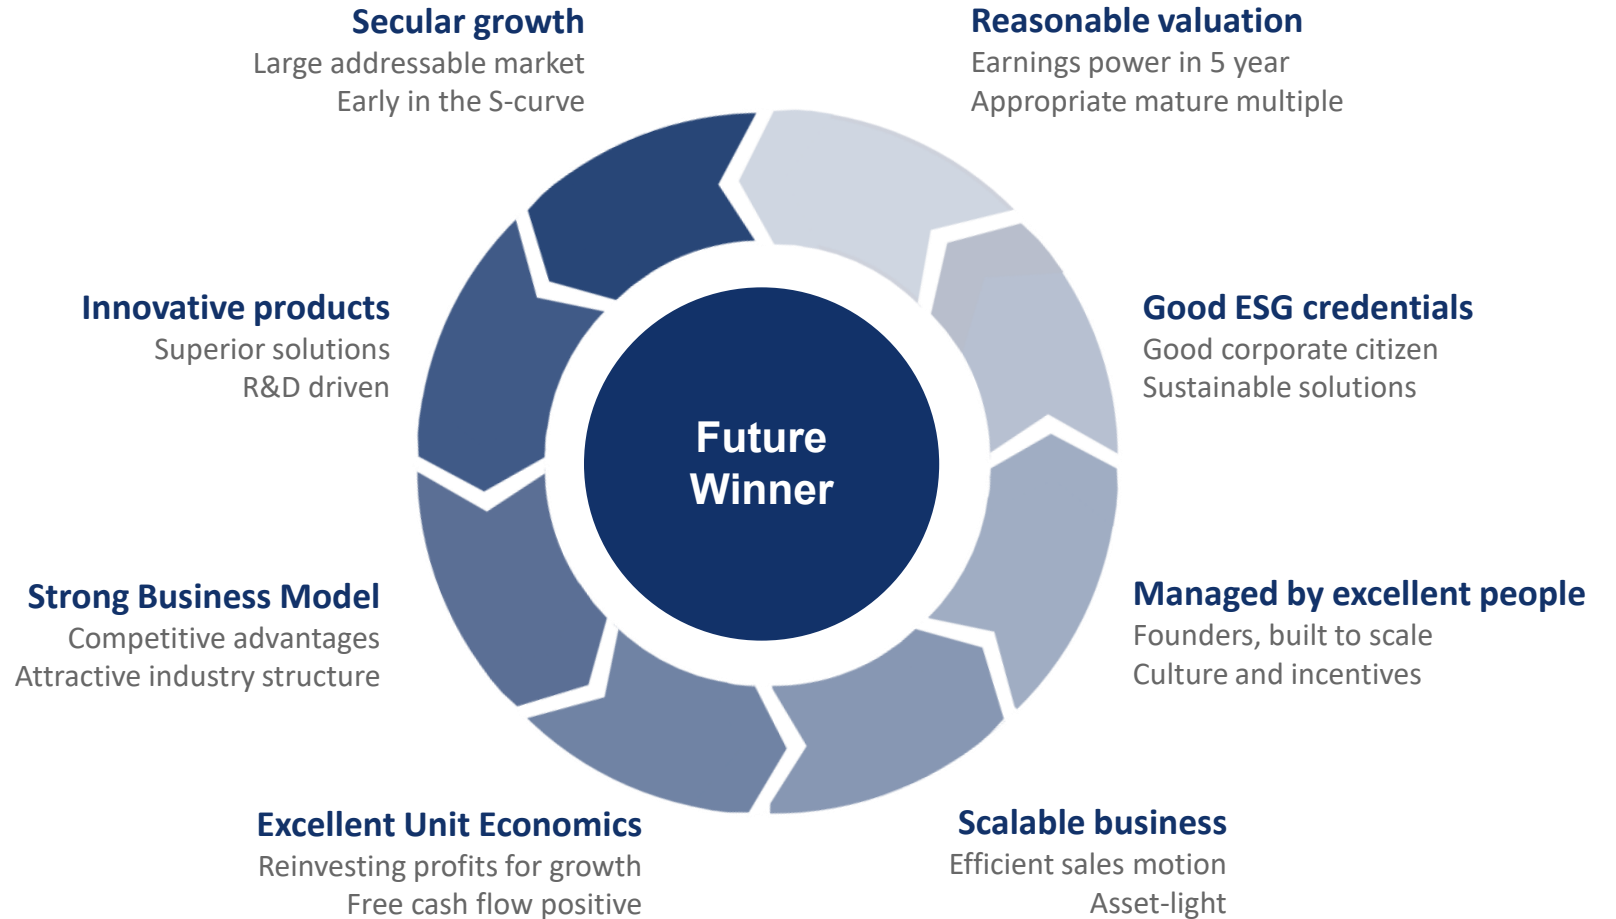 Secular growth
Large addressable market
Early in the S-curve
Reasonable valuation
Earnings power in 5 year
Appropriate mature multiple
Innovative products
Superior solutions
R&D driven
Good ESG credentials
Good corporate citizen
Sustainable solutions
Future
Winner
Strong Business Model
Competitive advantages
Attractive industry structure
Managed by excellent people
Founders, built to scale
Culture and incentives
Excellent Unit Economics
Reinvesting profits for growth
Free cash flow positive
Scalable business
Efficient sales motion
Asset-light